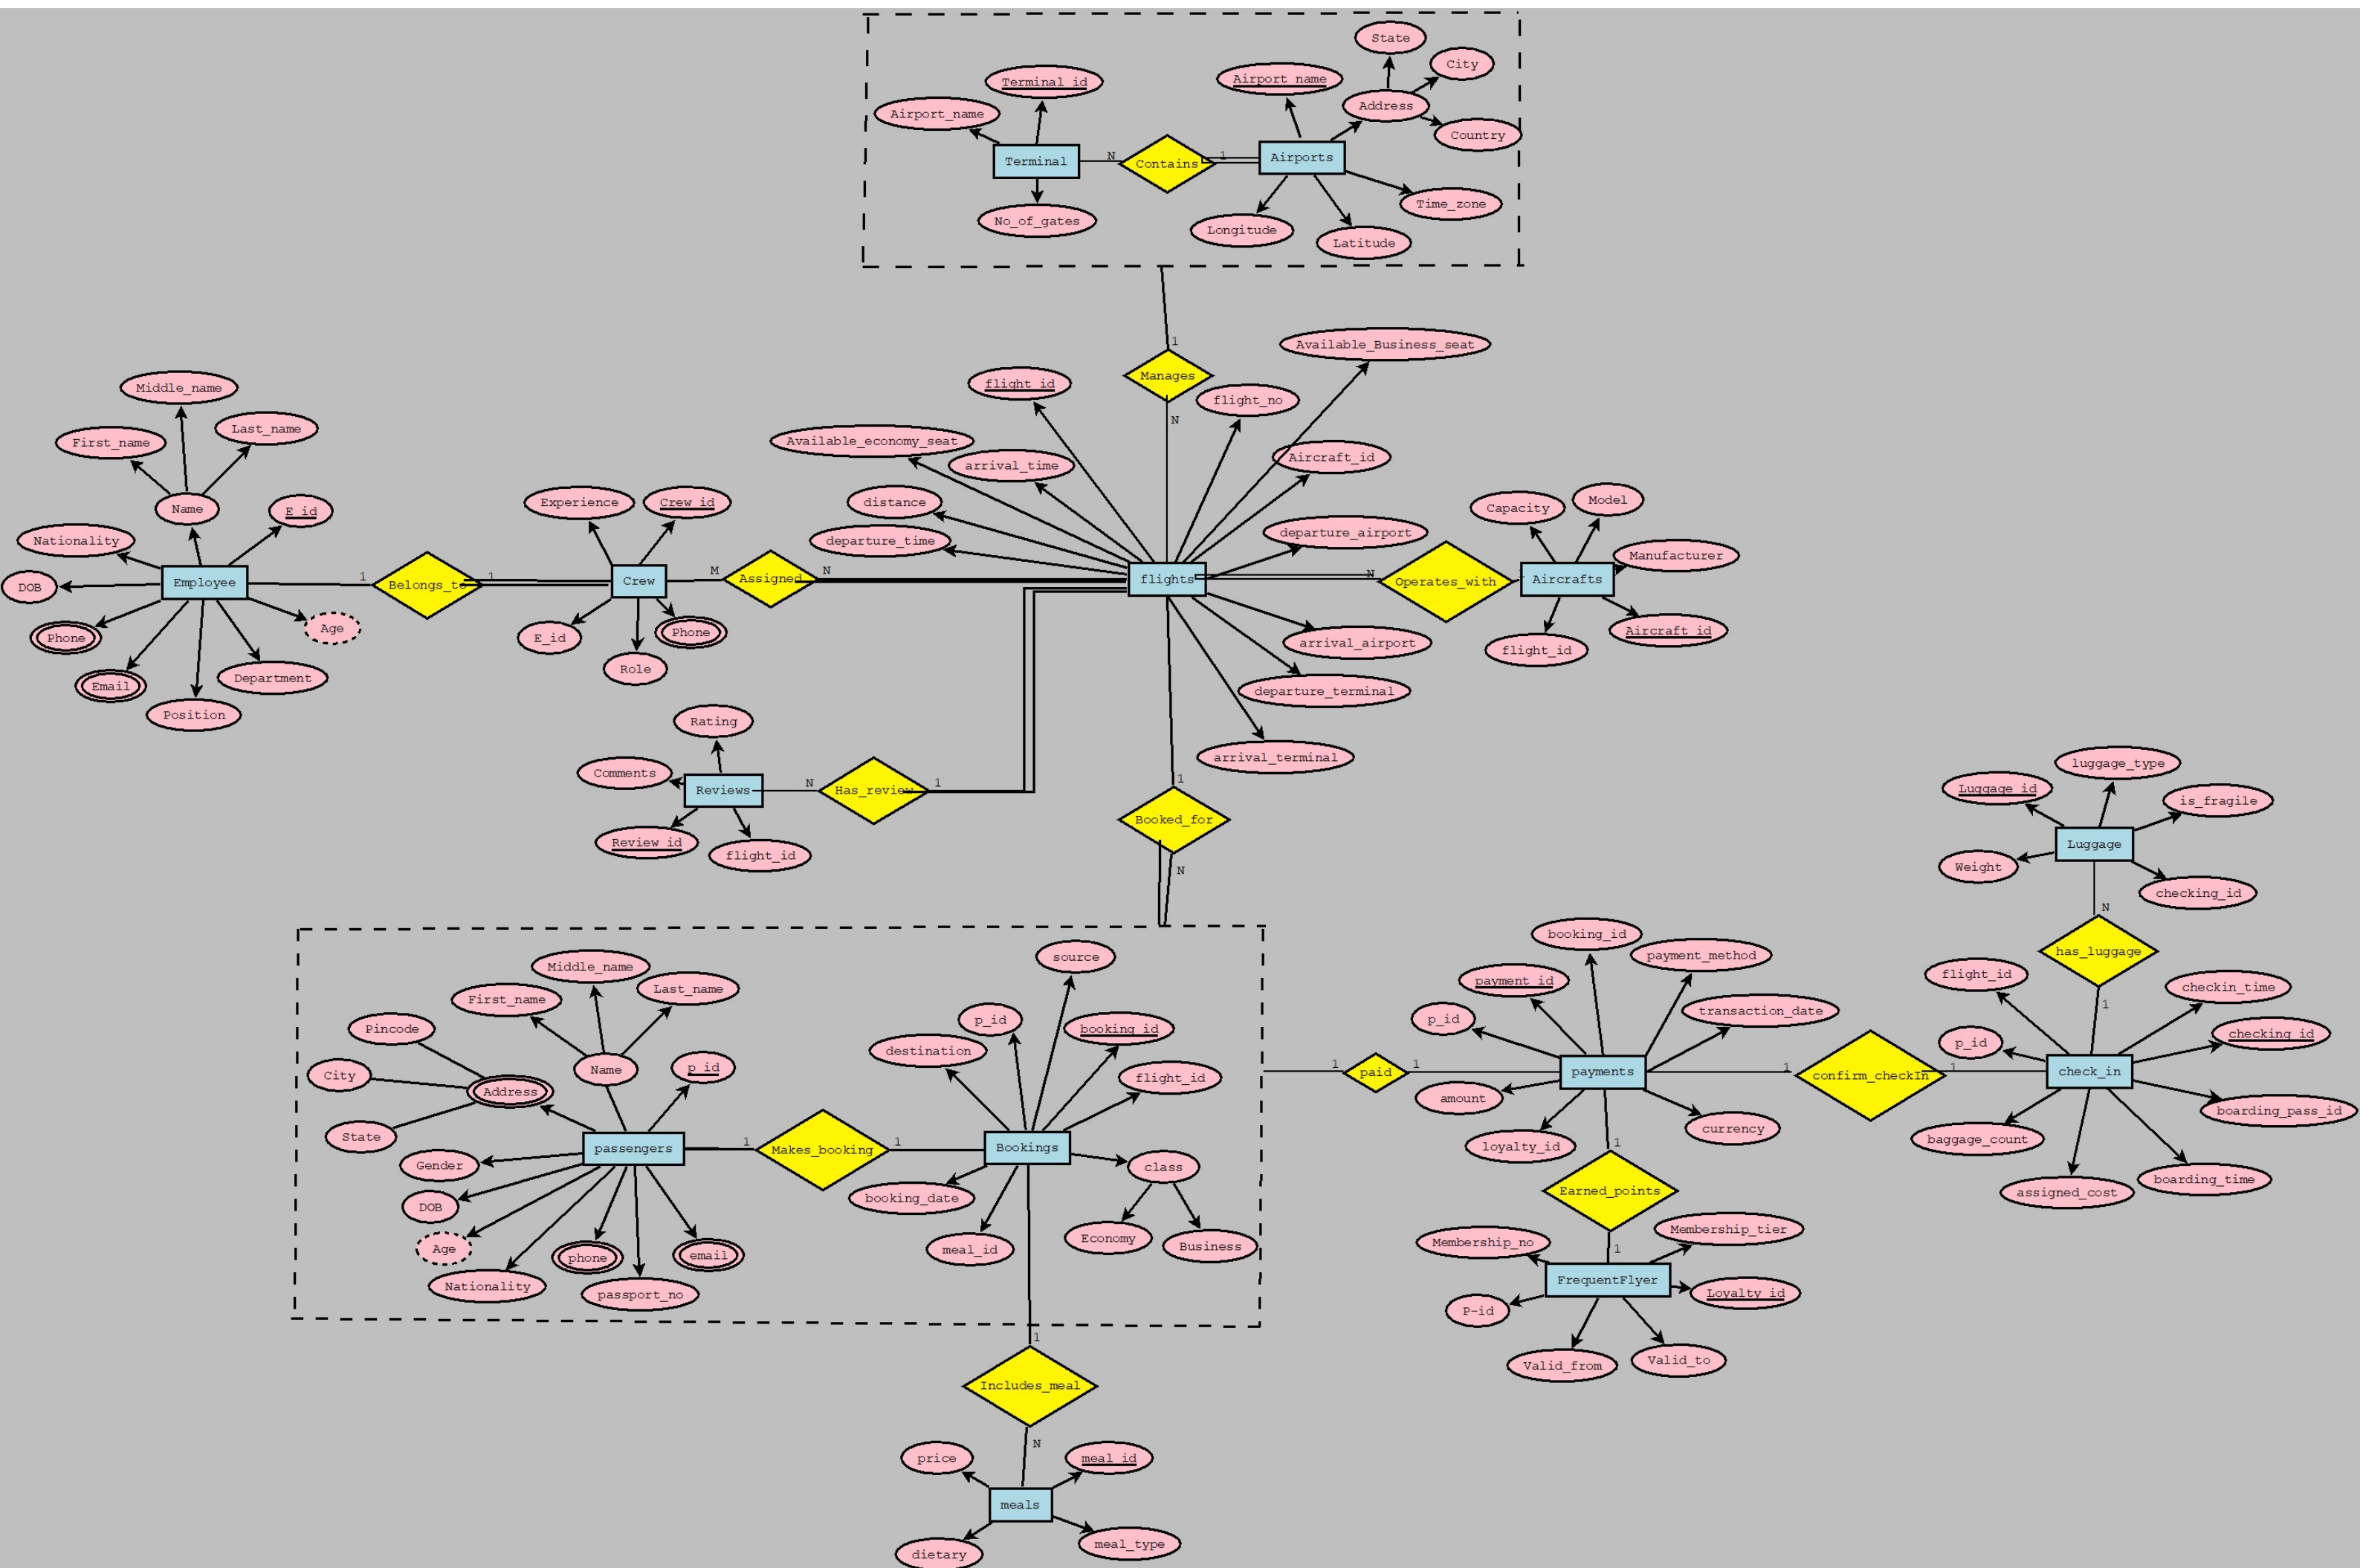 State
City
Terminal_id
Airport_name
Address
Airport_name
Country
Terminal
N
Contains
1
Airports
Time_zone
No_of_gates
Longitude
Latitude
1
Manages
N
Available_Business_seat
flight_id
flight_no
Available_economy_seat
arrival_time
Aircraft_id
distance
departure_time
departure_airport
flights
N
Operates_with
Aircrafts
Capacity
Model
Manufacturer
Aircraft_id
flight_id
arrival_airport
departure_terminal
arrival_terminal
Middle_name
First_name
Last_name
Name
E_id
Nationality
DOB
Employee
Phone
Age
Email
Department
Position
1
Belongs_to
1
Experience
Crew_id
Crew
E_id
Phone
Role
M
Assigned
N
Rating
Comments
Reviews
Review_id
flight_id
N
Has_review
1
1
Booked_for
N
luggage_type
Luggage_id
is_fragile
Luggage
Weight
checking_id
N
has_luggage
1
Middle_name
First_name
Last_name
Pincode
City
Address
Name
p_id
State
Gender
DOB
Age
Nationality
phone
email
passport_no
passengers
1
Makes_booking
1
source
p_id
booking_id
destination
flight_id
Bookings
class
booking_date
meal_id
Economy
Business
1
paid
1
booking_id
payment_id
payment_method
p_id
transaction_date
payments
amount
loyalty_id
currency
1
confirm_checkIn
1
flight_id
checkin_time
p_id
checking_id
check_in
boarding_pass_id
baggage_count
boarding_time
assigned_cost
1
Earned_points
1
Membership_no
Membership_tier
FrequentFlyer
Loyalty_id
P-id
Valid_from
Valid_to
1
Includes_meal
N
price
meal_id
meals
dietary
meal_type